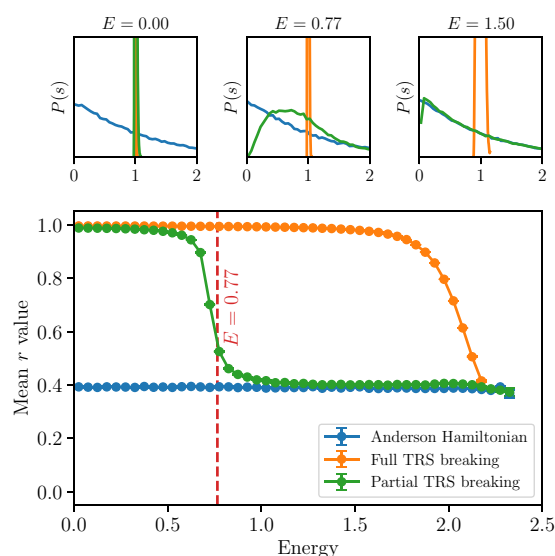 E = 0.00
E = 0.77
E = 1.50
P(s)
P(s)
P(s)
0
1
2
0
1
2
0
1
2
1.0
0.8
0.6
0.4
0.2
0.0
Mean r value
E = 0.77
Anderson Hamiltonian
Full TRS breaking
Partial TRS breaking
0.0
0.5
1.0
1.5
2.0
2.5
Energy